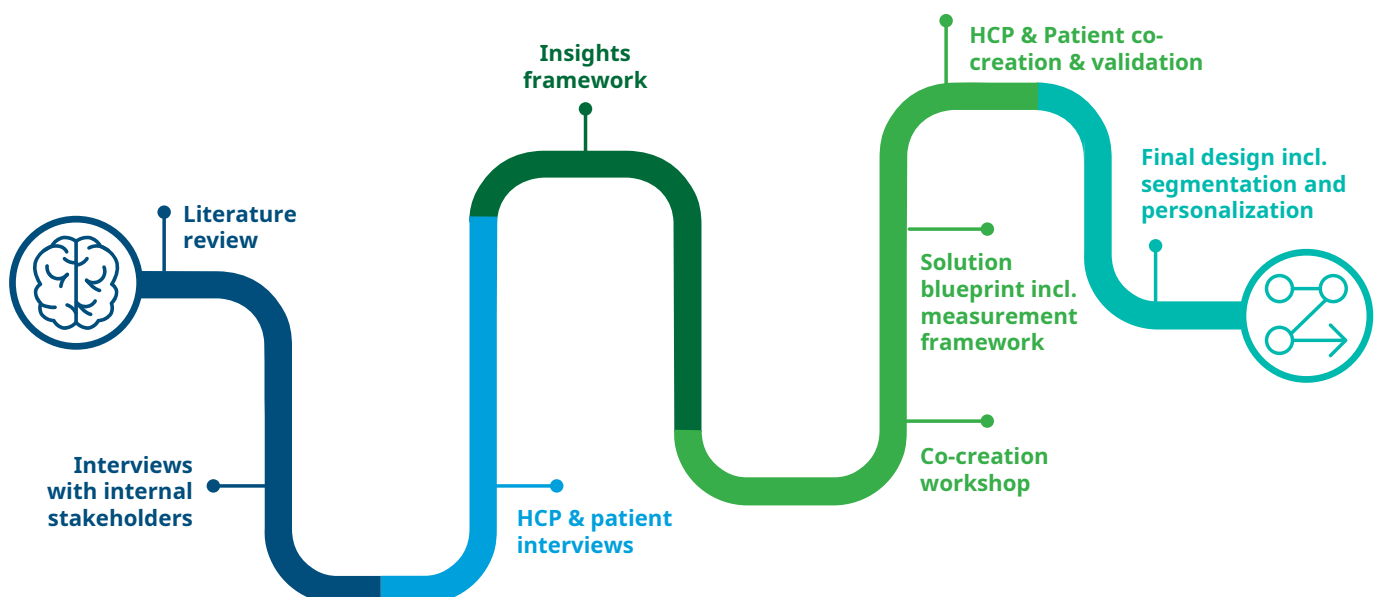 Literature
review
Interviews
with internal
stakeholders
HCP & patient
interviews
Insights
framework
Co-creation
workshop
Solution
blueprint incl.
measurement
framework
HCP & Patient co-
creation & validation
Final design incl.
segmentation and
personalization